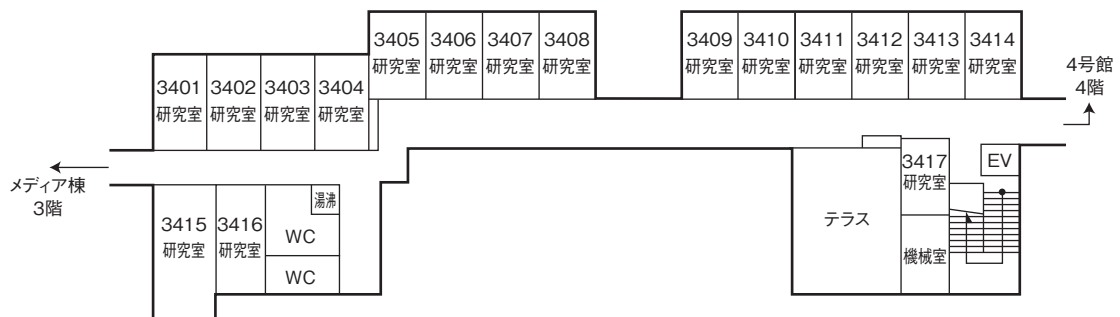 3405
研究室
3406
研究室
3407
研究室
3408
研究室
3409
研究室
3410
研究室
3411
研究室
3412
研究室
3413
研究室
3414
研究室
4号館
4階
3401
研究室
3402
研究室
3403
研究室
3404
研究室
メディア棟
3階
3415
研究室
3416
研究室
湯沸
WC
WC
テラス
3417
研究室
機械室
EV